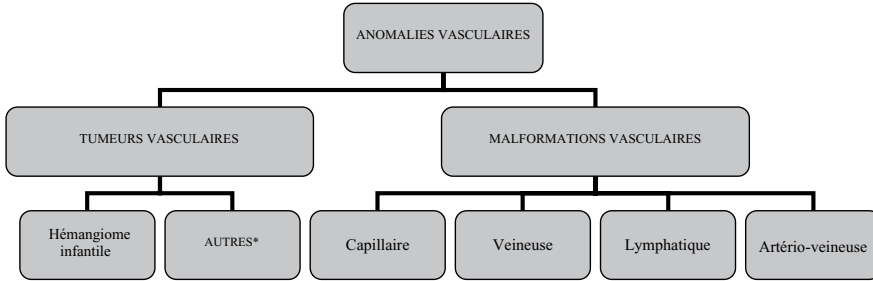 ANOMALIES VASCULAIRES
TUMEURS VASCULAIRES
MALFORMATIONS VASCULAIRES
Hémangiome
infantile
AUTRES*
Capillaire
Veineuse
Lymphatique
Artério-veineuse